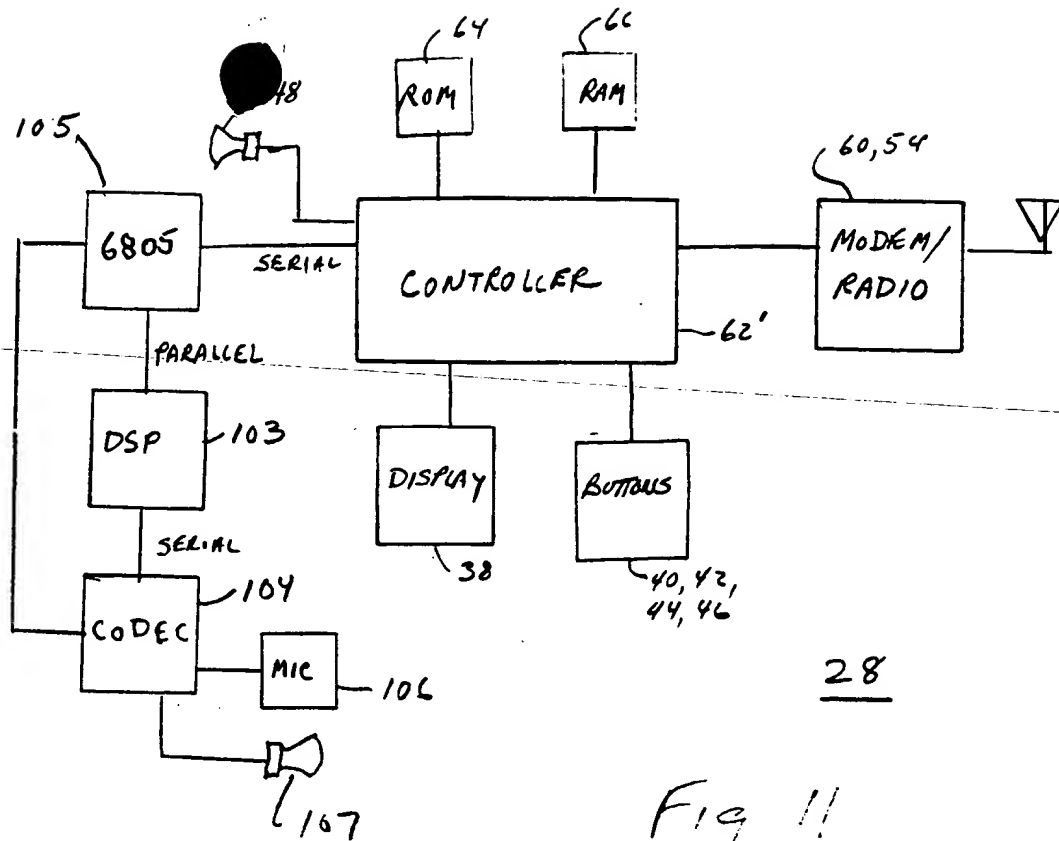 64
66
48
ROM
RAM
105
60, 54
6805
SERIAL
CONTROLLER
MODEM/
RADIO
62'
PARALLEL
DSP
103
DISPLAY
BUTTONS
SERIAL
38
40, 42,
44, 46
104
CODEC
MIC
106
28
107
Fig 11